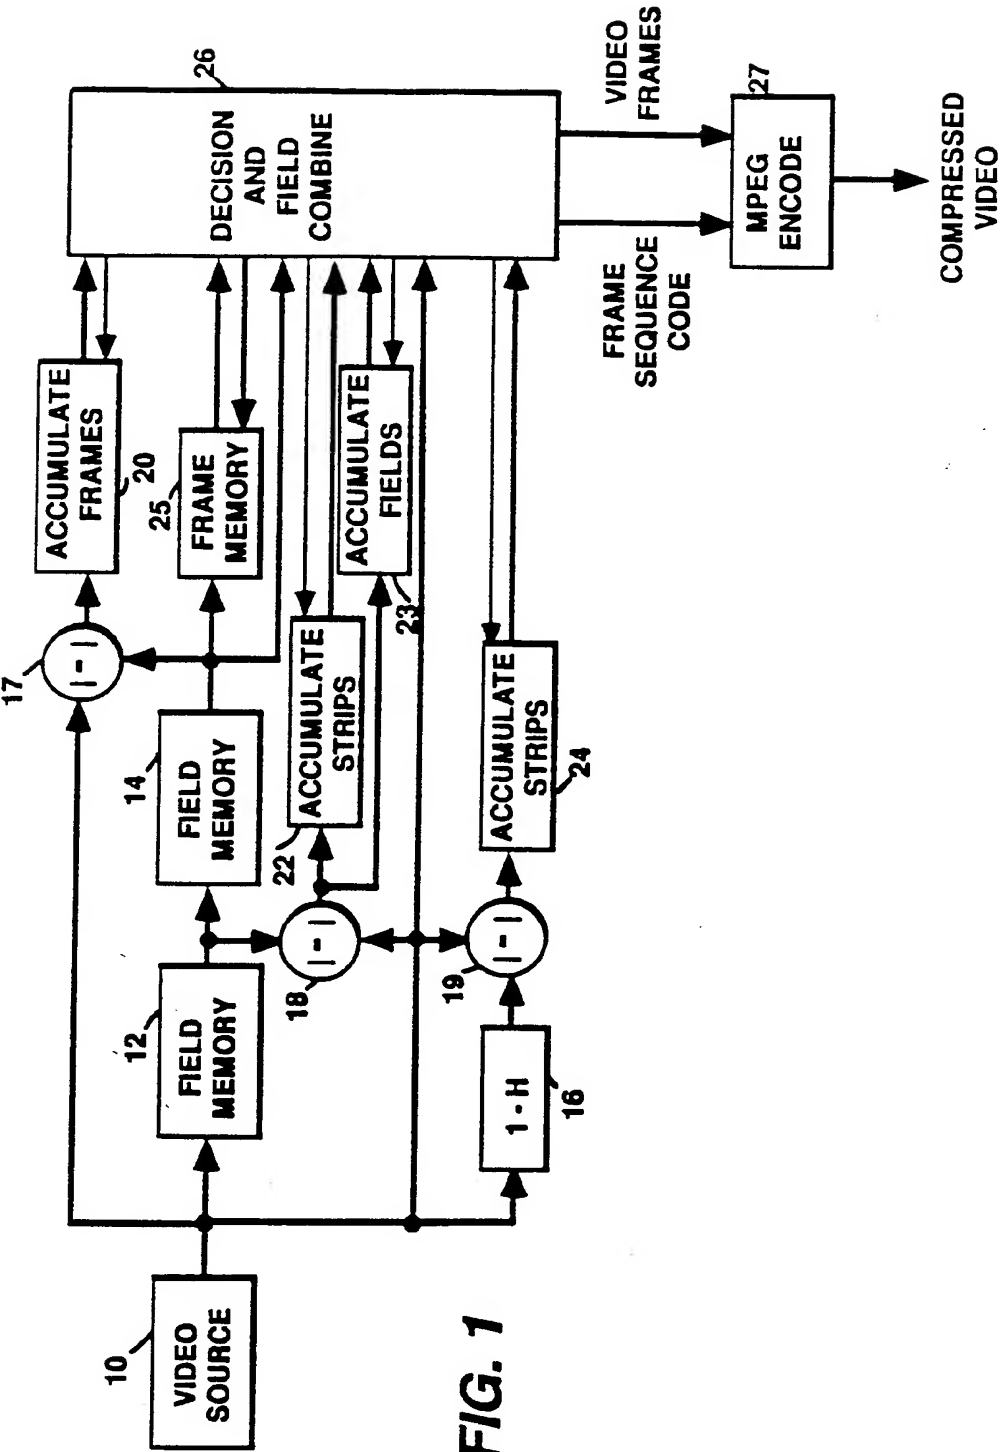 FIG. 1
10
VIDEO
SOURCE
12
FIELD
MEMORY
14
FIELD
MEMORY
17
| - |
ACCUMULATE
FRAMES
20
25
FRAME
MEMORY
18
| - |
22
ACCUMULATE
STRIPS
ACCUMULATE
FIELDS
23
1 - H
16
19
| - |
ACCUMULATE
STRIPS
24
26
DECISION
AND
FIELD
COMBINE
VIDEO
FRAMES
FRAME
SEQUENCE
CODE
27
MPEG
ENCODE
COMPRESSED
VIDEO